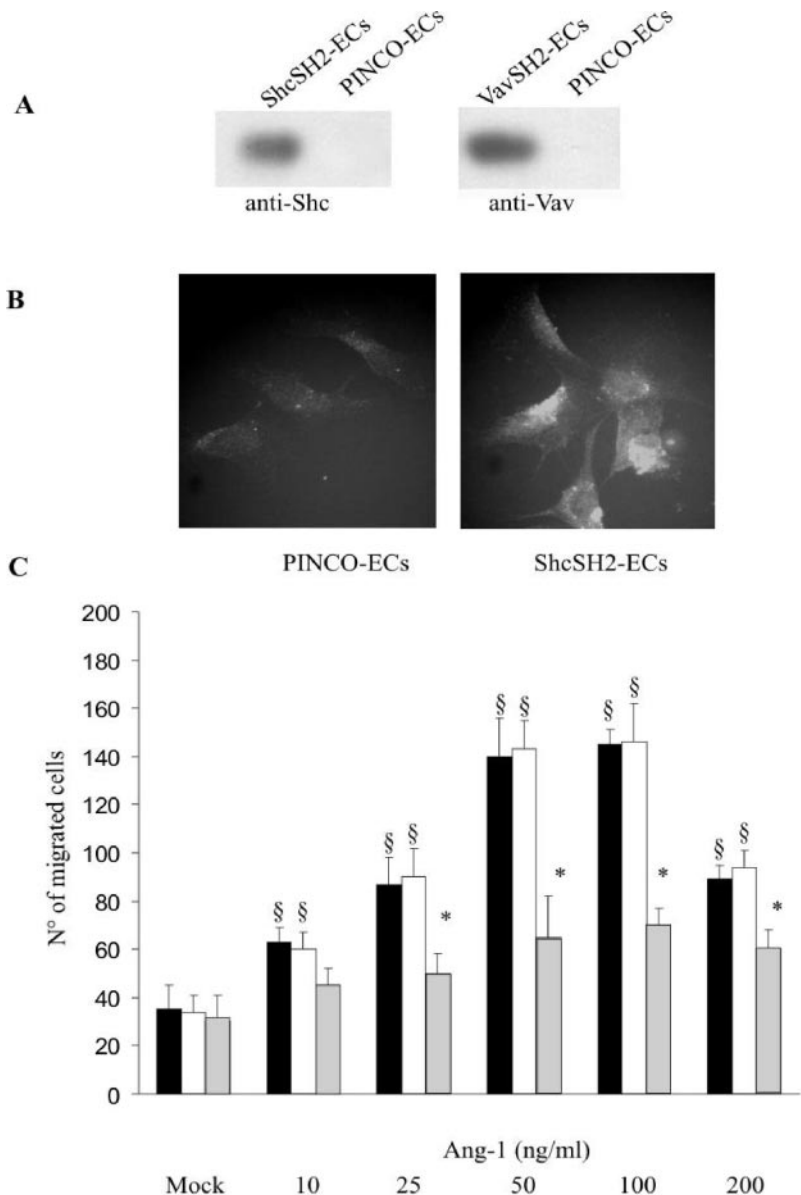 A
ShcSH2-ECs PINCO-ECs VavSH2-ECs PINCO-ECs
anti-Shc anti-Vav
B
PINCO-ECs ShcSH2-ECs
C
N° of migrated cells
200
180
160
140
120
100
80
60
40
20
0
§ § § § * § § * § § * § § *
Ang-1 (ng/ml)
Mock 10 25 50 100 200